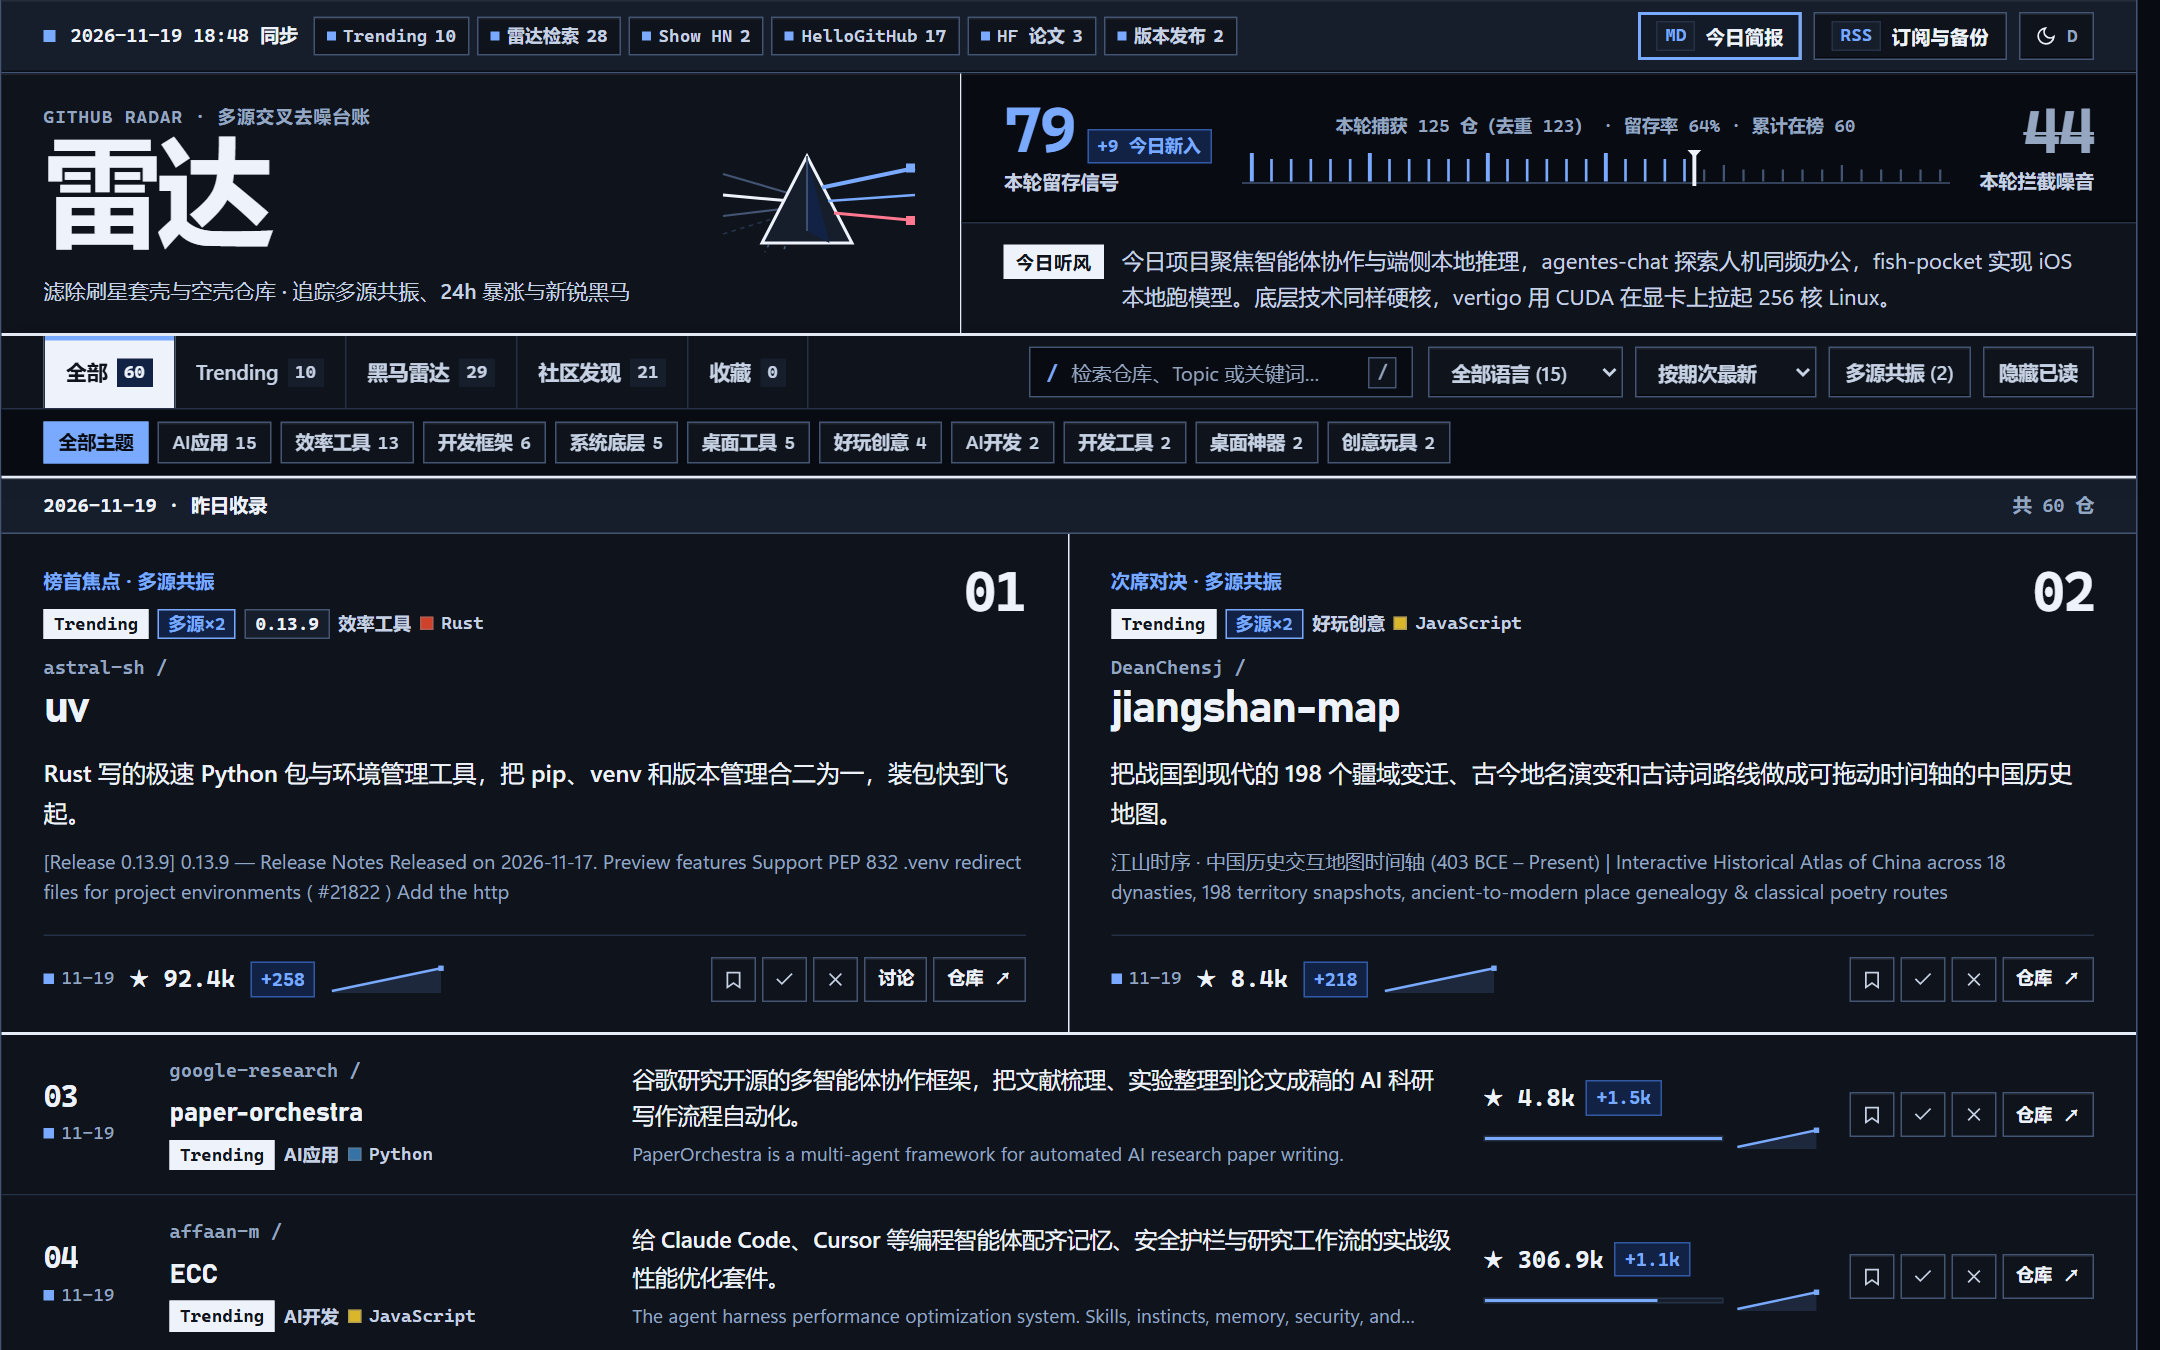 2026-11-19 18:48 同步
Trending 10
雷达检索 28
Show HN 2
HelloGitHub 17
HF 论文 3
版本发布 2
MD 今日简报
RSS 订阅与备份
D
GITHUB RADAR · 多源交叉去噪台账
雷达
滤除刷星套壳与空壳仓库 · 追踪多源共振、24h 暴涨与新锐黑马
79
+9 今日新入
本轮留存信号
本轮捕获 125 仓 (去重 123) · 留存率 64% · 累计在榜 60
44
本轮拦截噪音
今日听风
今日项目聚焦智能体协作与端侧本地推理，agentes-chat 探索人机同频办公，fish-pocket 实现 iOS
本地跑模型。底层技术同样硬核，vertigo 用 CUDA 在显卡上拉起 256 核 Linux。
全部 60
Trending 10
黑马雷达 29
社区发现 21
收藏 0
/ 检索仓库、Topic 或关键词... /
全部语言 (15)
按期次最新
多源共振 (2)
隐藏已读
全部主题
AI应用 15
效率工具 13
开发框架 6
系统底层 5
桌面工具 5
好玩创意 4
AI开发 2
开发工具 2
桌面神器 2
创意玩具 2
2026-11-19 · 昨日收录
共 60 仓
榜首焦点 · 多源共振
01
Trending 多源×2 0.13.9 效率工具 Rust
astral-sh /
uv
Rust 写的极速 Python 包与环境管理工具，把 pip、venv 和版本管理合二为一，装包快到飞
起。
[Release 0.13.9] 0.13.9 — Release Notes Released on 2026-11-17. Preview features Support PEP 832 .venv redirect
files for project environments ( #21822 ) Add the http
11-19 ★ 92.4k +258
讨论
仓库 ↗
次席对决 · 多源共振
02
Trending 多源×2 好玩创意 JavaScript
DeanChensj /
jiangshan-map
把战国到现代的 198 个疆域变迁、古今地名演变和古诗词路线做成可拖动时间轴的中国历史
地图。
江山时序 · 中国历史交互地图时间轴 (403 BCE – Present) | Interactive Historical Atlas of China across 18
dynasties, 198 territory snapshots, ancient-to-modern place genealogy & classical poetry routes
11-19 ★ 8.4k +218
仓库 ↗
03
11-19
google-research /
paper-orchestra
Trending AI应用 Python
谷歌研究开源的多智能体协作框架，把文献梳理、实验整理到论文成稿的 AI 科研
写作流程自动化。
PaperOrchestra is a multi-agent framework for automated AI research paper writing.
★ 4.8k +1.5k
仓库 ↗
04
11-19
affaan-m /
ECC
Trending AI开发 JavaScript
给 Claude Code、Cursor 等编程智能体配齐记忆、安全护栏与研究工作流的实战级
性能优化套件。
The agent harness performance optimization system. Skills, instincts, memory, security, and...
★ 306.9k +1.1k
仓库 ↗